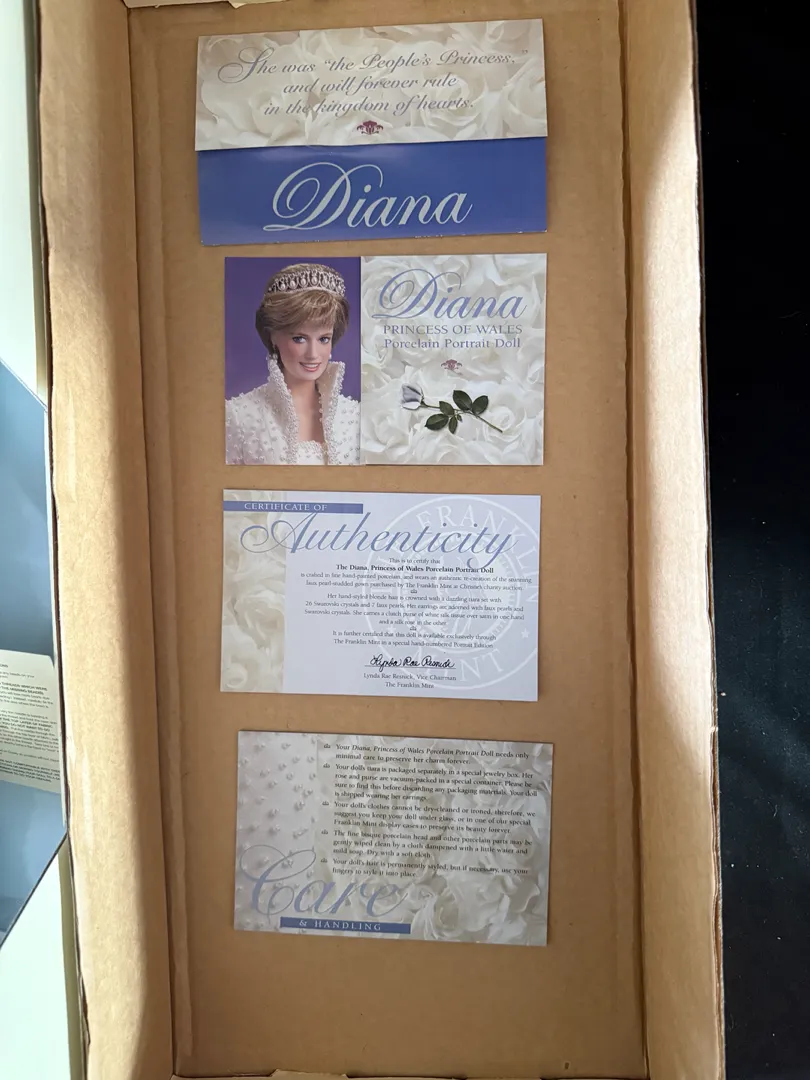 She was "the People's Princess,"
and will forever rule
in the kingdom of hearts.
Diana
Diana
PRINCESS OF WALES
Porcelain Portrait Doll
CERTIFICATE OF
Authenticity
FRANKLIN
MINT
This is to certify that
The Diana, Princess of Wales Porcelain Portrait Doll
is crafted in fine hand-painted porcelain, and wears an authentic re-creation of the stunning
faux pearl-studded gown purchased by The Franklin Mint at Christie's charity auction.
Her hand-styled blonde hair is crowned with a dazzling tiara set with
26 Swarovski crystals and 7 faux pearls. Her earrings are adorned with faux pearls and
Swarovski crystals. She carries a clutch purse of white silk tissue over satin in one hand
and a silk rose in the other.
It is further certified that this doll is available exclusively through
The Franklin Mint in a special hand-numbered Portrait Edition.
Lynda Rae Resnick
Lynda Rae Resnick, Vice Chairman
The Franklin Mint
Your Diana, Princess of Wales Porcelain Portrait Doll needs only
minimal care to preserve her charm forever.
Your doll's tiara is packaged separately in a special jewelry box. Her
rose and purse are vacuum-packed in a special container. Please be
sure to find this before discarding any packaging materials. Your doll
is shipped wearing her earrings.
Your doll's clothes cannot be dry-cleaned or ironed, therefore, we
suggest you keep your doll under glass, or in one of our special
Franklin Mint display cases to preserve its beauty forever.
The fine bisque porcelain head and other porcelain parts may be
gently wiped clean by a cloth dampened with a little water and
mild soap. Dry with a soft cloth.
Your doll's hair is permanently styled, but if necessary, use your
fingers to style it into place.
Care
& HANDLING